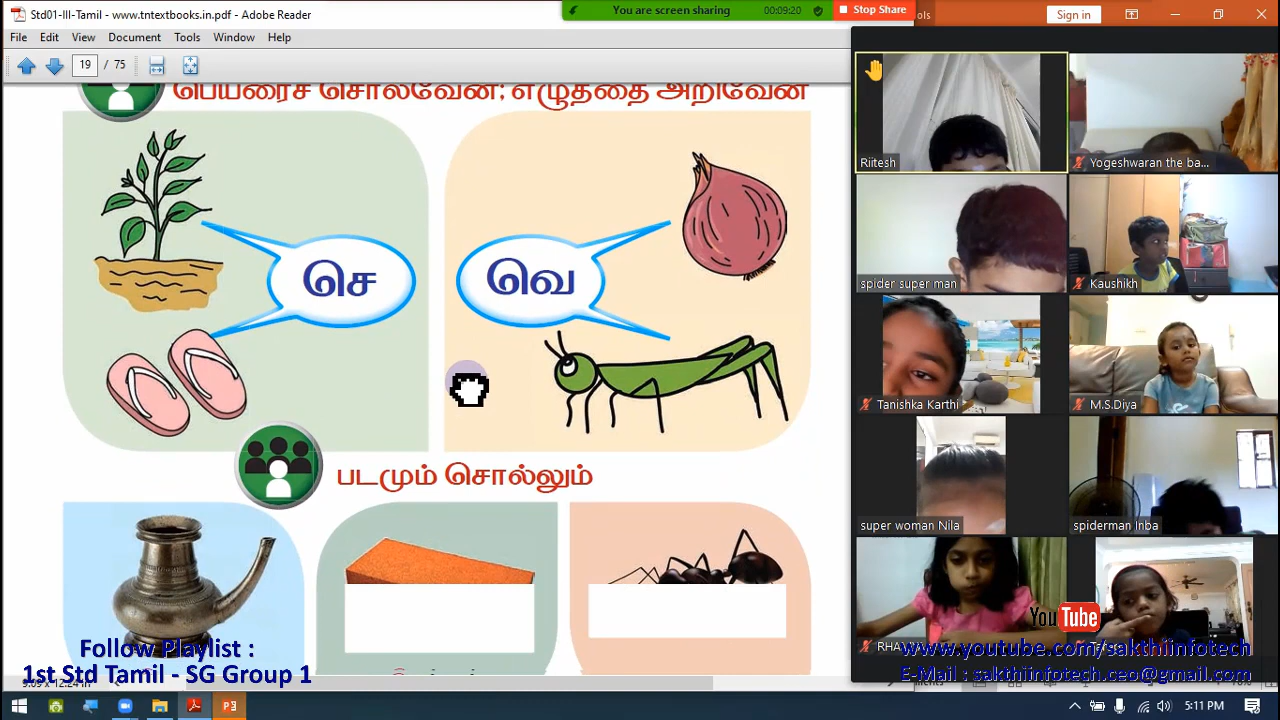 Std01-III-Tamil - www.tntextbooks.in.pdf - Adobe Reader
You are screen sharing
00:09:20
Stop Share
Sign in
File Edit View Document Tools Window Help
19 / 75
பெயரைச் சொல்வேன்; எழுத்தை அறிவேன்
செ
வெ
படமும் சொல்லும்
Riitesh
Yogeshwaran the ba...
spider super man
Kaushikh
Tanishka Karthi
M.S.Diya
super woman Nila
spiderman Inba
YouTube
Follow Playlist :
1st Std Tamil - SG Group 1
www.youtube.com/sakthiinfotech
E-Mail : sakthiinfotech.ceo@gmail.com
5:11 PM